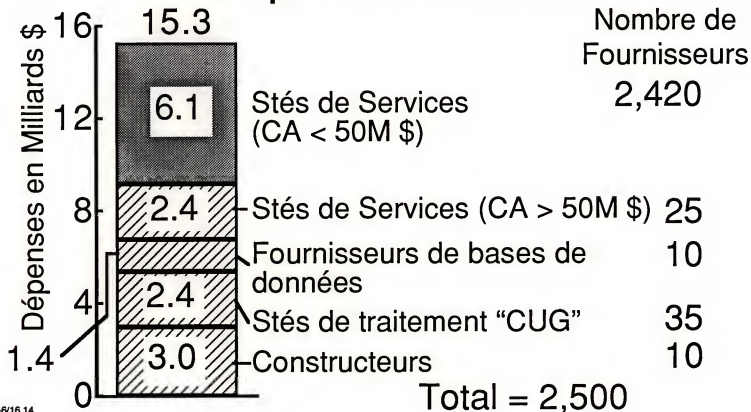 Dépenses en Milliards $
16
12
8
4
0
15.3
6.1
2.4
2.4
3.0
1.4
Nombre de
Fournisseurs
Stés de Services
(CA < 50M $)
2,420
Stés de Services (CA > 50M $) 25
Fournisseurs de bases de
données
10
Stés de traitement “CUG” 35
Constructeurs 10
Total = 2,500